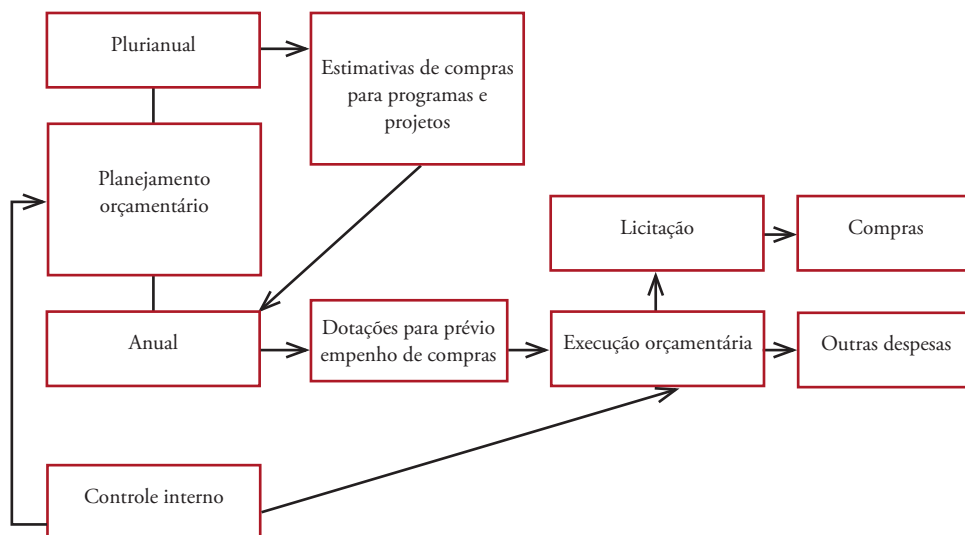 Plurianual
Estimativas de compras
para programas e
projetos
Planejamento
orçamentário
Licitação
Compras
Anual
Dotações para prévio
empenho de compras
Execução orçamentária
Outras despesas
Controle interno